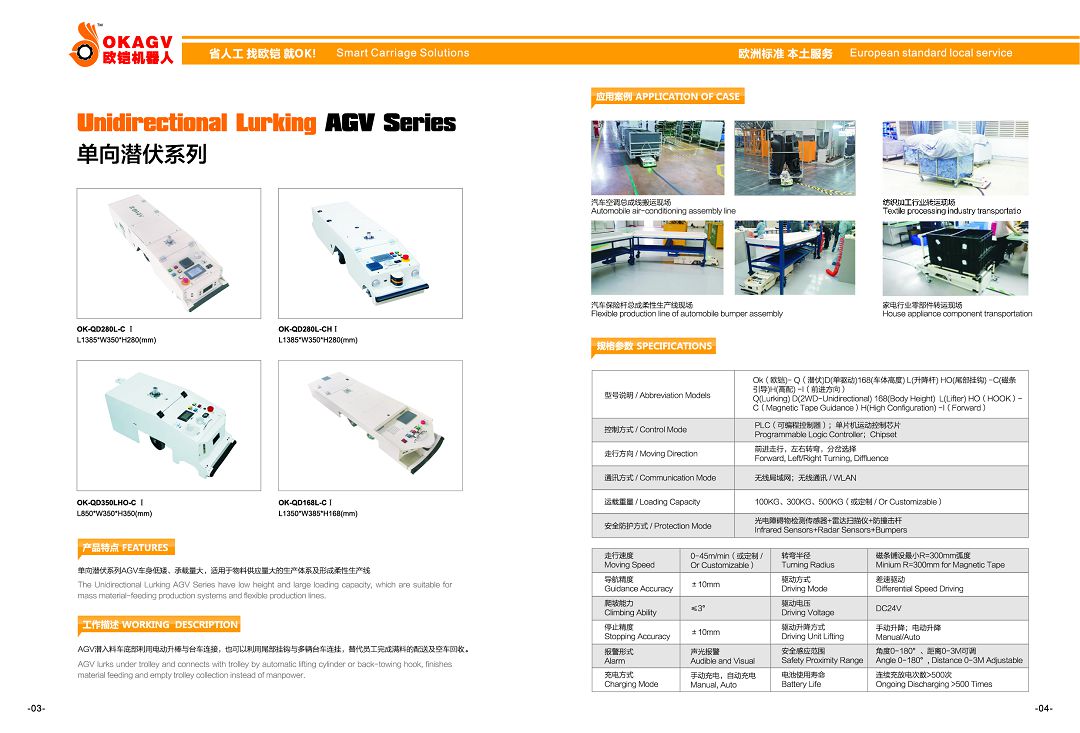 OKAGV
TM
欧铠机器人
省人工 找欧铠 就OK!
Smart Carriage Solutions
欧洲标准 本土服务
European standard local service
Unidirectional Lurking AGV Series
单向潜伏系列
OK-QD280L-C Ⅰ
L1385*W350*H280(mm)
OK-QD280L-CHⅠ
L1385*W350*H280(mm)
OK-QD350LHO-C Ⅰ
L850*W350*H350(mm)
OK-QD168L-CⅠ
L1350*W385*H168(mm)
产品特点 FEATURES
单向潜伏系列AGV车身低矮、承载量大，适用于物料供应量大的生产体系及形成柔性生产线
The Unidirectional Lurking AGV Series have low height and large loading capacity, which are suitable for
mass material-feeding production systems and flexible production lines.
工作描述 WORKING DESCRIPTION
AGV潜入料车底部利用电动升棒与台车连接，也可以利用尾部挂钩与多辆台车连挂，替代员工完成满料的配送及空车回收。
AGV lurks under trolley and connects with trolley by automatic lifting cylinder or back-towing hook, finishes
material feeding and empty trolley collection instead of manpower.
-03-
应用案例 APPLICATION OF CASE
汽车空调总成线搬运现场
Automobile air-conditioning assembly line
纺织加工行业转运现场
Textile processing industry transportatio
汽车保险杆总成柔性生产线现场
Flexible production line of automobile bumper assembly
家电行业零部件转运现场
House appliance component transportation
规格参数 SPECIFICATIONS
型号说明 / Abbreviation Models
Ok（欧铠)- Q（潜伏)D(单驱动)168(车体高度) L(升降杆) HO(尾部挂钩) -C(磁条
引导)H(高配) -I（前进方向）
Q(Lurking) D(2WD-Unidirectional) 168(Body Height) L(Lifter) HO（HOOK）-
C（Magnetic Tape Guidance）H(High Configuration) -I（Forward）
控制方式 / Control Mode
PLC（可编程控制器）；单片机运动控制芯片
Programmable Logic Controller；Chipset
走行方向 / Moving Direction
前进走行，左右转弯，分岔选择
Forward, Left/Right Turning, Diffluence
通讯方式 / Communication Mode
无线局域网；无线通讯 / WLAN
运载重量 / Loading Capacity
100KG、300KG、500KG（或定制 / Or Customizable）
安全防护方式 / Protection Mode
光电障碍物检测传感器+雷达扫描仪+防撞击杆
Infrared Sensors+Radar Sensors+Bumpers
走行速度
Moving Speed
0-45m/min（或定制 /
Or Customizable）
转弯半径
Turning Radius
磁条铺设最小R=300mm弧度
Minium R=300mm for Magnetic Tape
导航精度
Guidance Accuracy
±10mm
驱动方式
Driving Mode
差速驱动
Differential Speed Driving
爬坡能力
Climbing Ability
≤3°
驱动电压
Driving Voltage
DC24V
停止精度
Stopping Accuracy
±10mm
驱动升降方式
Driving Unit Lifting
手动升降；电动升降
Manual/Auto
报警形式
Alarm
声光报警
Audible and Visual
安全感应范围
Safety Proximity Range
角度0-180°、距离0-3M可调
Angle 0-180°, Distance 0-3M Adjustable
充电方式
Charging Mode
手动充电，自动充电
Manual, Auto
电池使用寿命
Battery Life
连续充放电次数>500次
Ongoing Discharging >500 Times
-04-